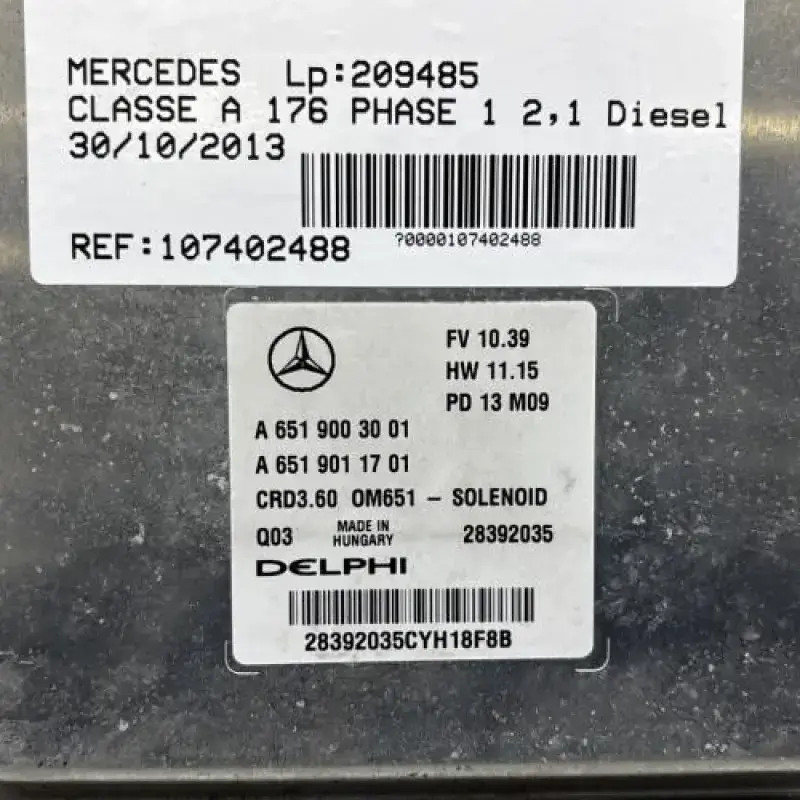 MERCEDES Lp:209485
CLASSE A 176 PHASE 1 2,1 Diesel
30/10/2013
REF:107402488
?0000107402488
FV 10.39
HW 11.15
PD 13 M09
A 651 900 30 01
A 651 901 17 01
CRD3.60 OM651 - SOLENOID
Q03 MADE IN HUNGARY 28392035
DELPHI
28392035CYH18F8B